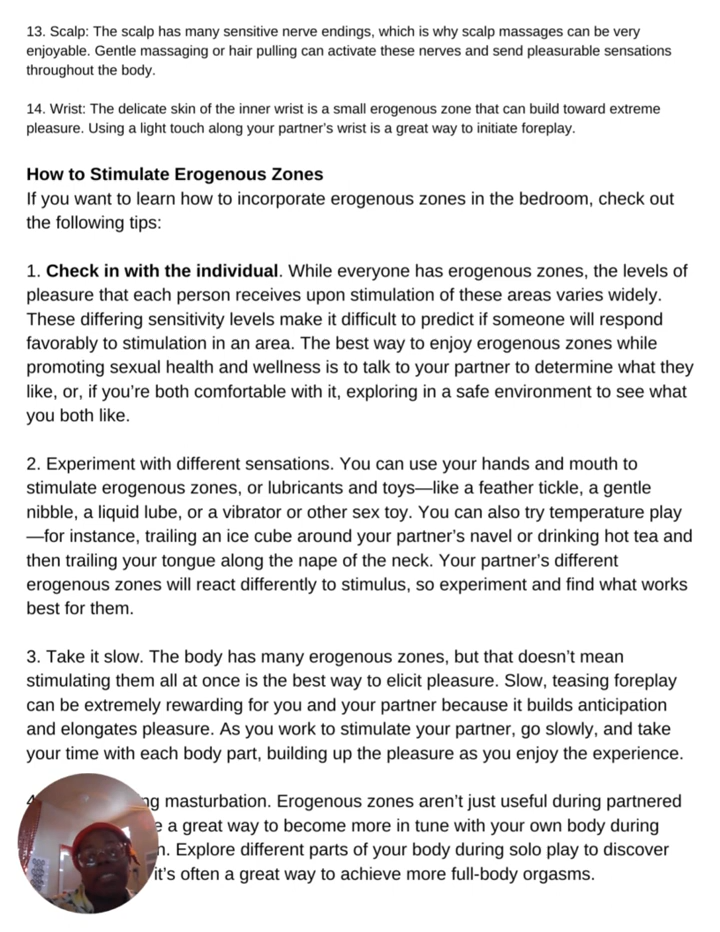 13. Scalp: The scalp has many sensitive nerve endings, which is why scalp massages can be very
enjoyable. Gentle massaging or hair pulling can activate these nerves and send pleasurable sensations
throughout the body.
14. Wrist: The delicate skin of the inner wrist is a small erogenous zone that can build toward extreme
pleasure. Using a light touch along your partner’s wrist is a great way to initiate foreplay.
How to Stimulate Erogenous Zones
If you want to learn how to incorporate erogenous zones in the bedroom, check out
the following tips:
1. Check in with the individual. While everyone has erogenous zones, the levels of
pleasure that each person receives upon stimulation of these areas varies widely.
These differing sensitivity levels make it difficult to predict if someone will respond
favorably to stimulation in an area. The best way to enjoy erogenous zones while
promoting sexual health and wellness is to talk to your partner to determine what they
like, or, if you’re both comfortable with it, exploring in a safe environment to see what
you both like.
2. Experiment with different sensations. You can use your hands and mouth to
stimulate erogenous zones, or lubricants and toys—like a feather tickle, a gentle
nibble, a liquid lube, or a vibrator or other sex toy. You can also try temperature play
—for instance, trailing an ice cube around your partner’s navel or drinking hot tea and
then trailing your tongue along the nape of the neck. Your partner’s different
erogenous zones will react differently to stimulus, so experiment and find what works
best for them.
3. Take it slow. The body has many erogenous zones, but that doesn’t mean
stimulating them all at once is the best way to elicit pleasure. Slow, teasing foreplay
can be extremely rewarding for you and your partner because it builds anticipation
and elongates pleasure. As you work to stimulate your partner, go slowly, and take
your time with each body part, building up the pleasure as you enjoy the experience.
masturbation. Erogenous zones aren’t just useful during partnered
a great way to become more in tune with your own body during
Explore different parts of your body during solo play to discover
it’s often a great way to achieve more full-body orgasms.